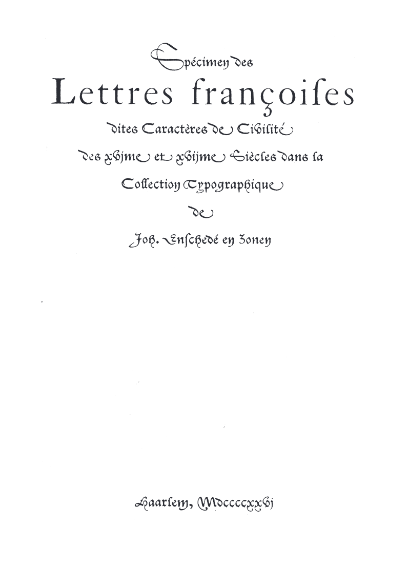 Spécimen des
Lettres françoiſes
dites Caractères de Civilité
des xvjme et xvijme Siècles dans la
Collection Typographique
de
Joh. Enſchedé en Zonen
Haarlem, Mdccccxxvj